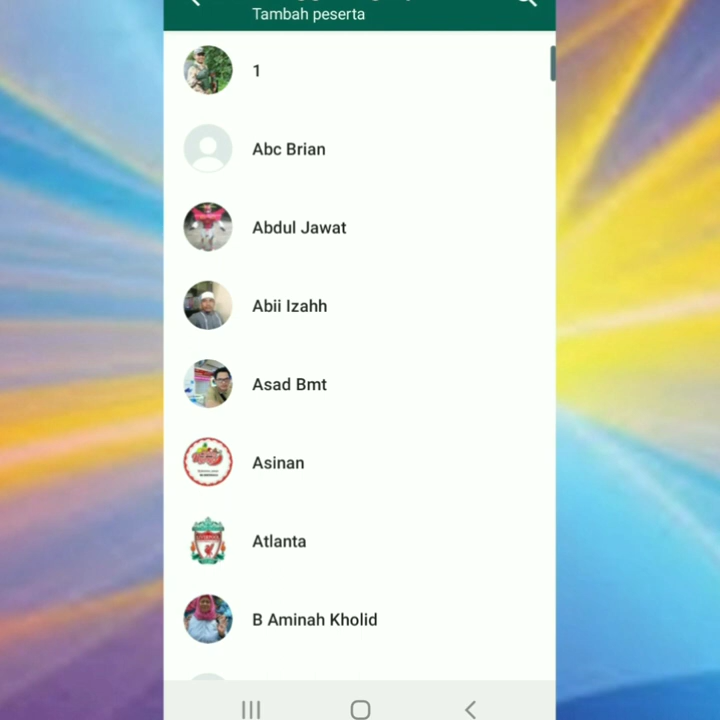 Tambah peserta
1
Abc Brian
Abdul Jawat
Abii Izahh
Asad Bmt
Asinan
Atlanta
B Aminah Kholid